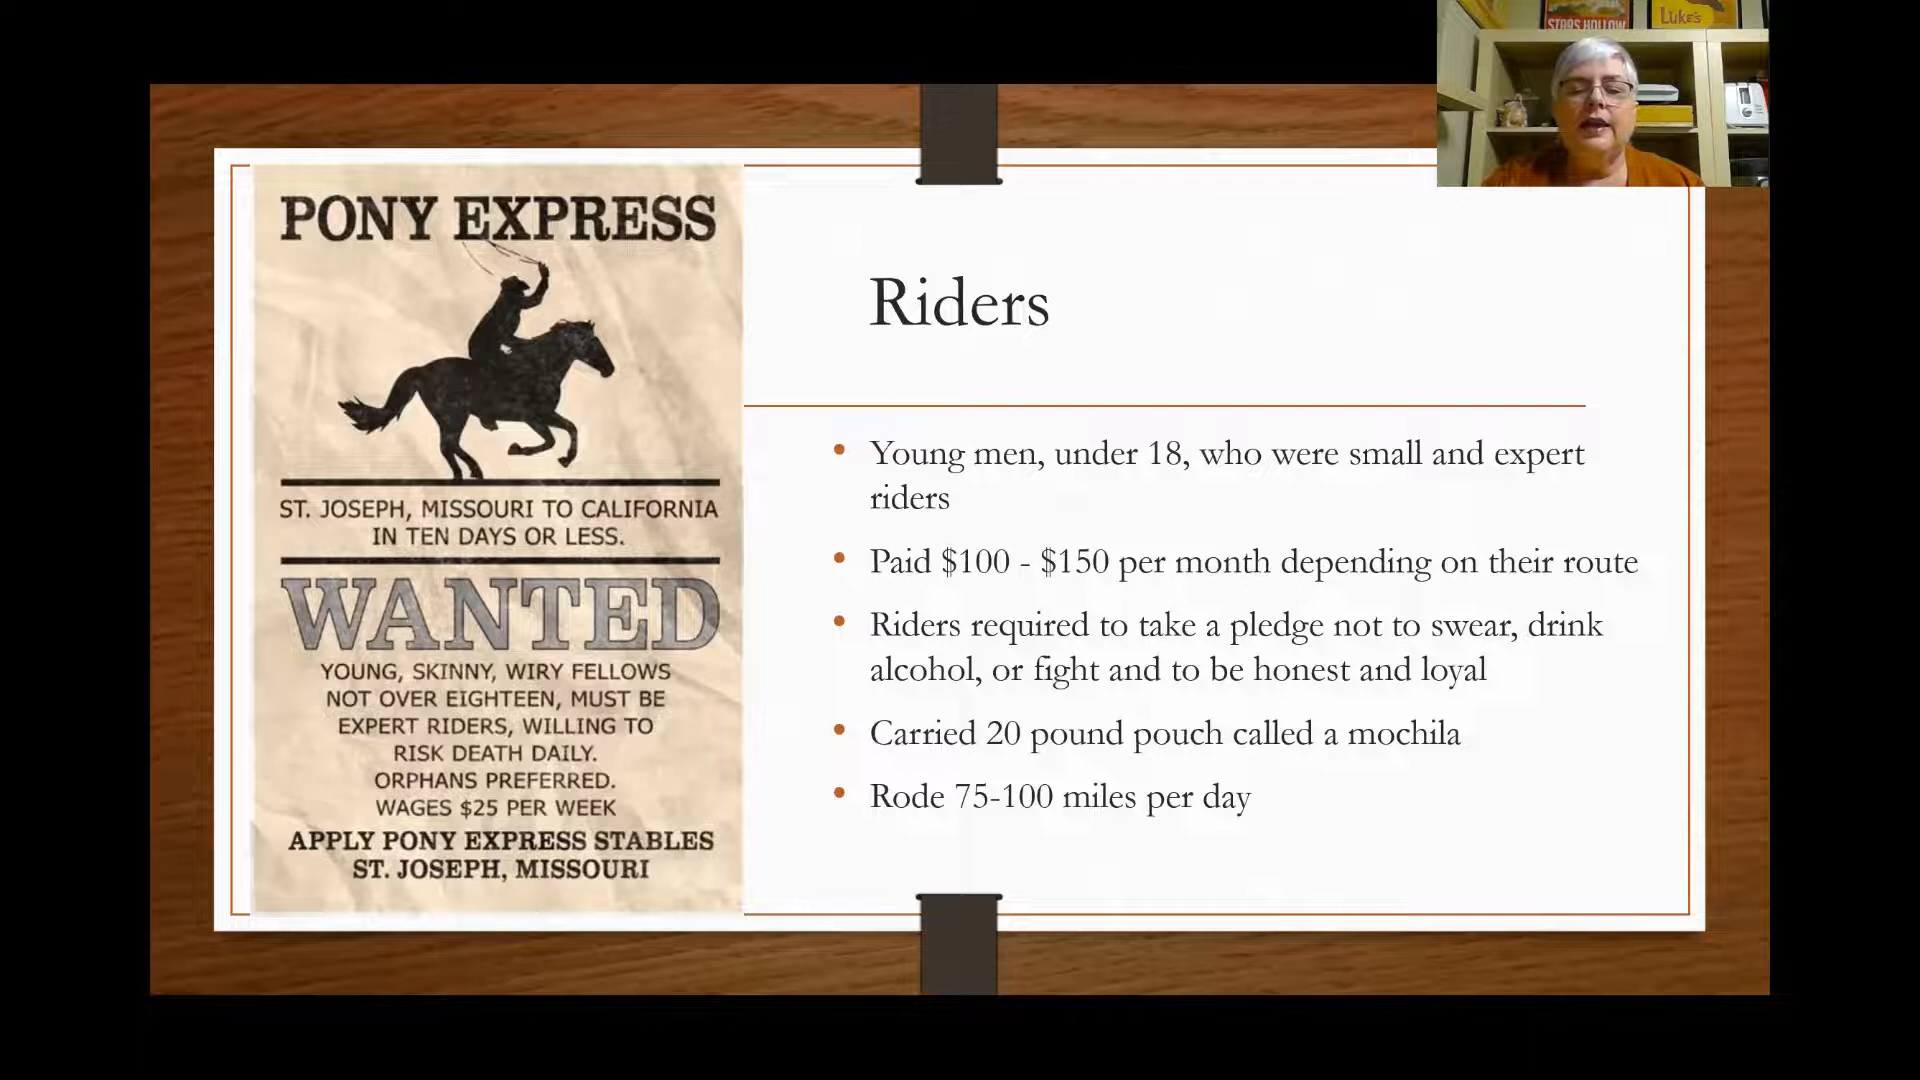 STARS HOLLOW
Luke's
PONY EXPRESS
ST. JOSEPH, MISSOURI TO CALIFORNIA
IN TEN DAYS OR LESS.
WANTED
YOUNG, SKINNY, WIRY FELLOWS
NOT OVER EIGHTEEN, MUST BE
EXPERT RIDERS, WILLING TO
RISK DEATH DAILY.
ORPHANS PREFERRED.
WAGES $25 PER WEEK
APPLY PONY EXPRESS STABLES
ST. JOSEPH, MISSOURI
Riders
• Young men, under 18, who were small and expert
riders
• Paid $100 - $150 per month depending on their route
• Riders required to take a pledge not to swear, drink
alcohol, or fight and to be honest and loyal
• Carried 20 pound pouch called a mochila
• Rode 75-100 miles per day